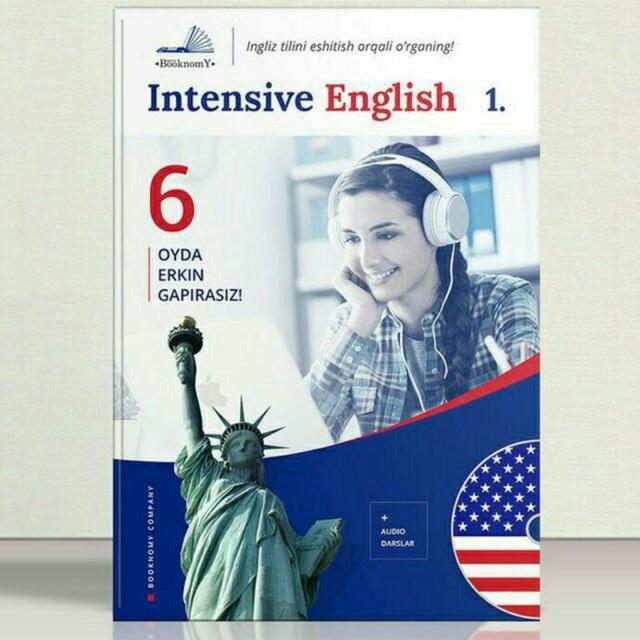 Ingliz tilini eshitish orqali o'rganing!
BooknomY
Intensive English 1.
6
OYDA
ERKIN
GAPIRASIZ!
+
AUDIO
DARSLAR
BOOKNOMY COMPANY